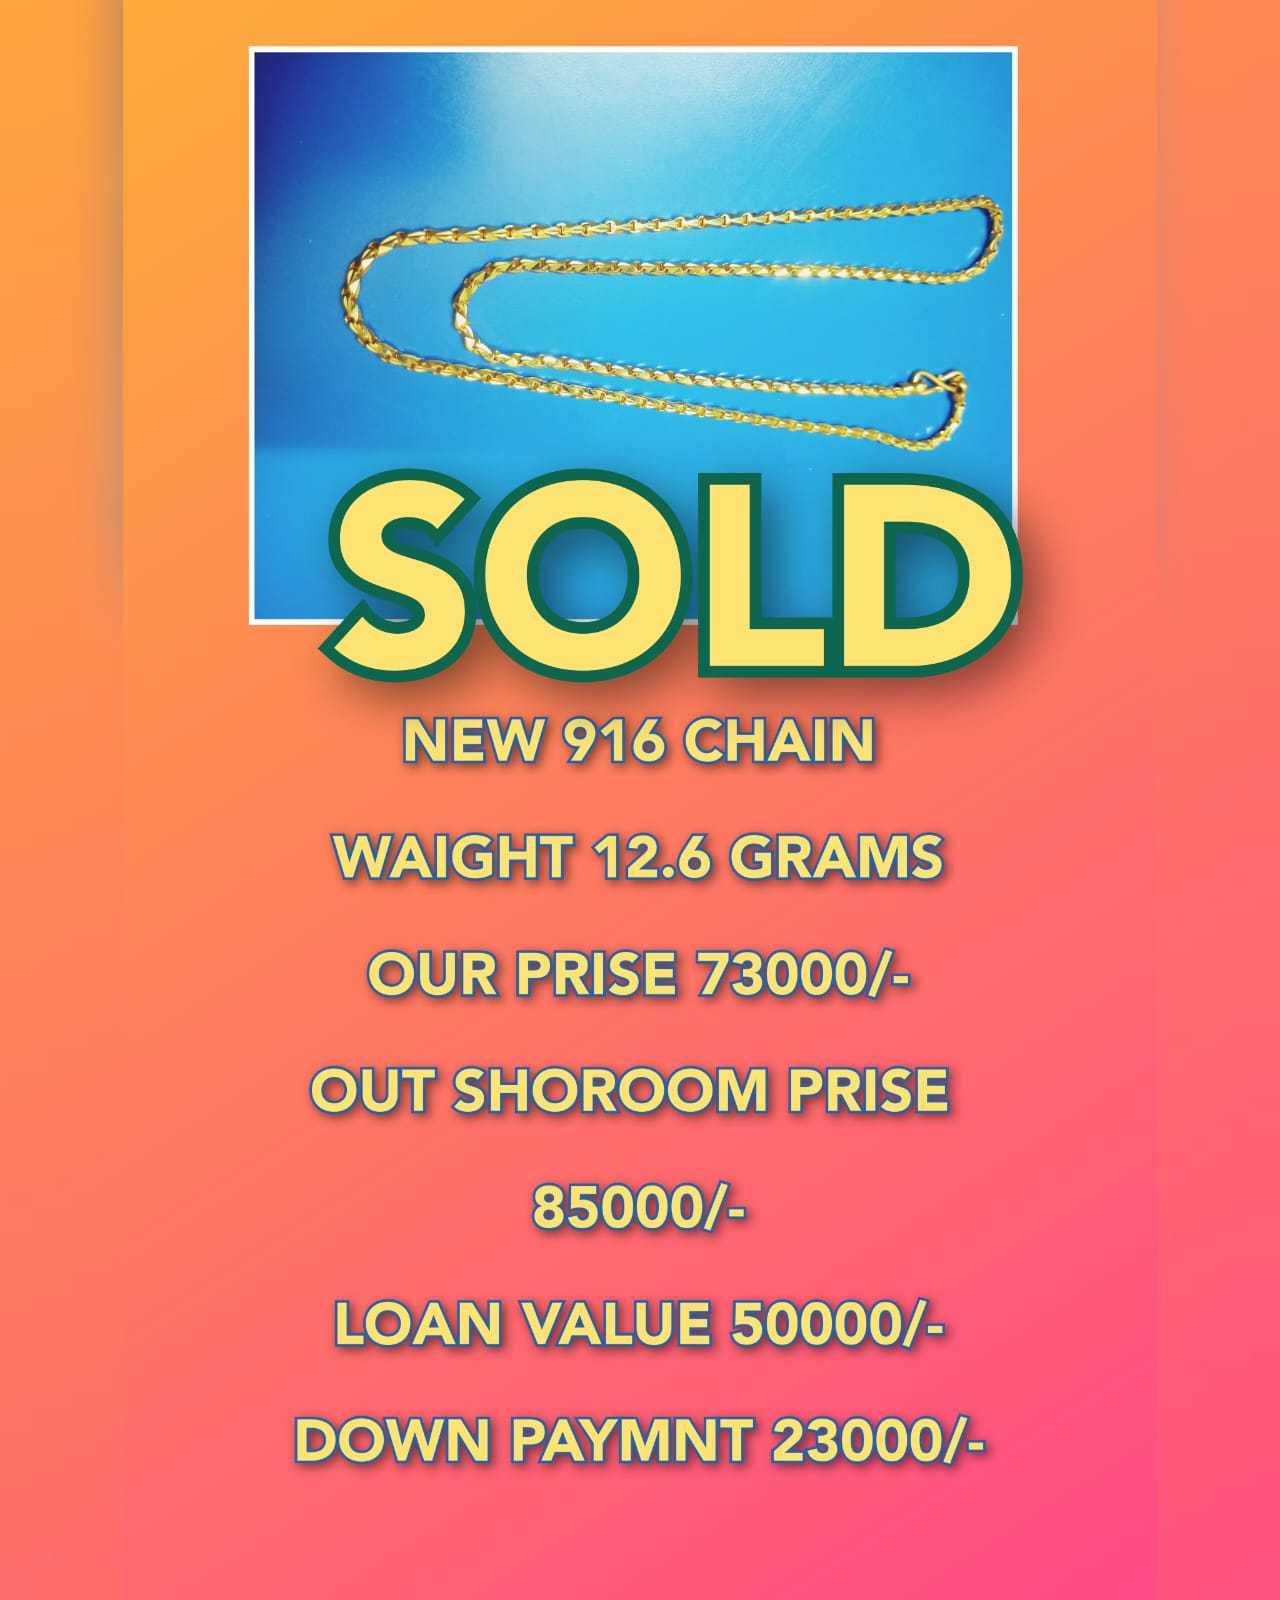 SOLD
NEW 916 CHAIN
WAIGHT 12.6 GRAMS
OUR PRISE 73000/-
OUT SHOROOM PRISE
85000/-
LOAN VALUE 50000/-
DOWN PAYMNT 23000/-